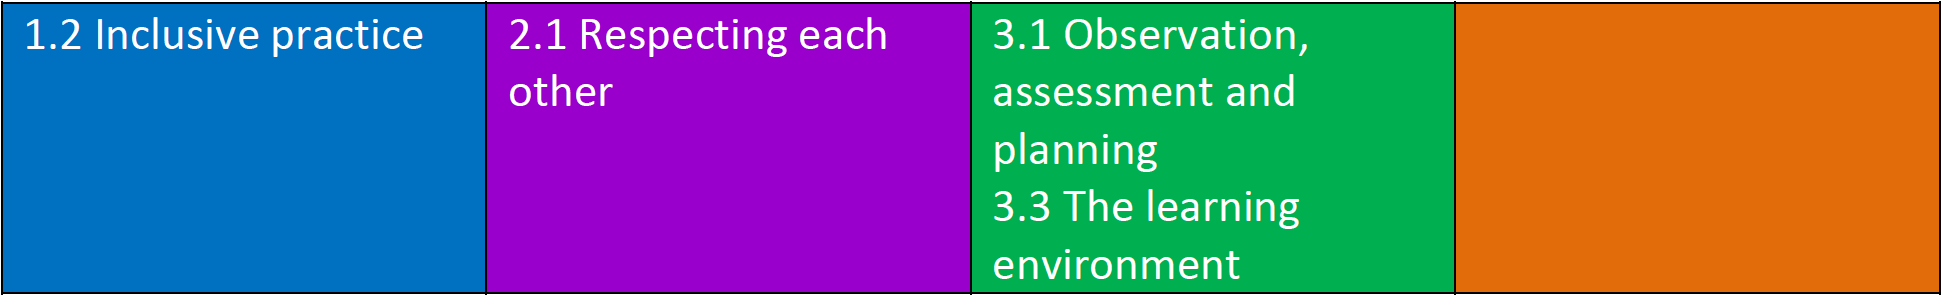 1.2 Inclusive practice
2.1 Respecting each
other
3.1 Observation,
assessment and
planning
3.3 The learning
environment